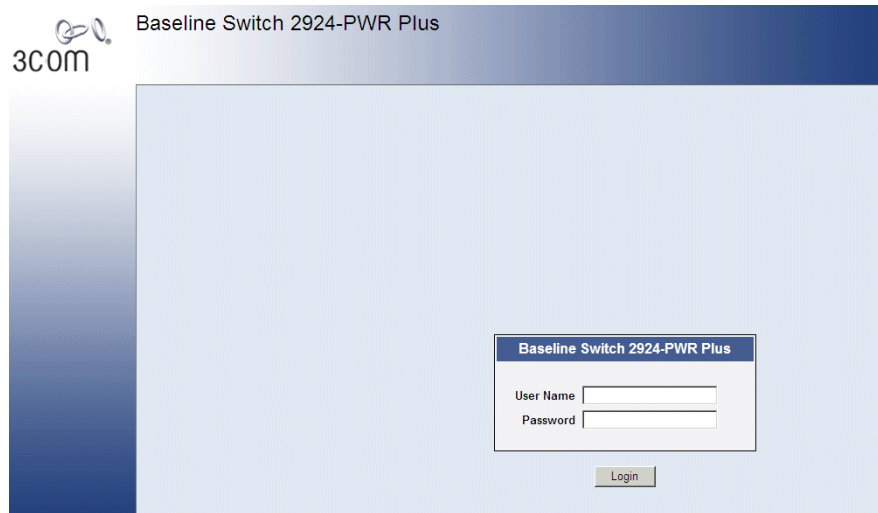 3COM
Baseline Switch 2924-PWR Plus
Baseline Switch 2924-PWR Plus
User Name
Password
Login